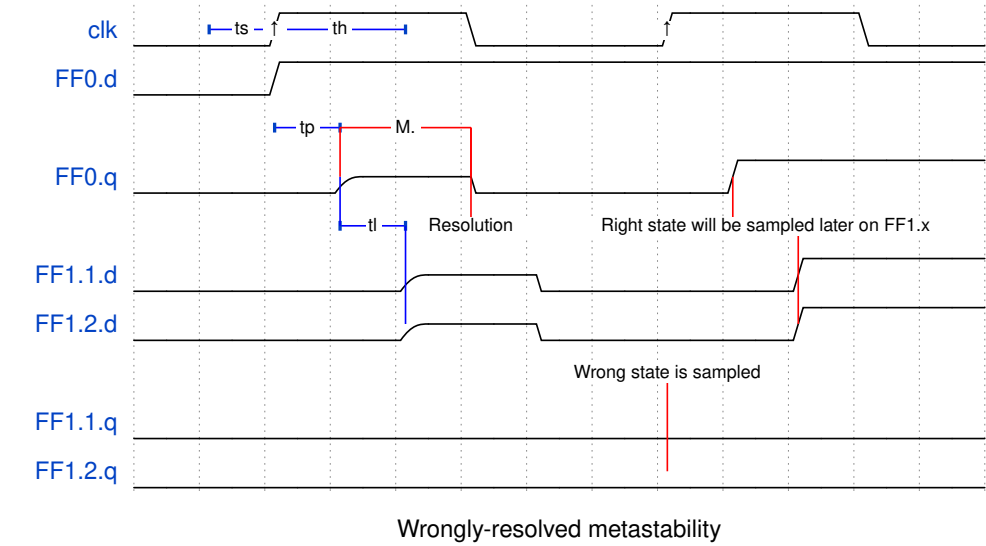 clk
ts ↑ th ↑
FF0.d
tp M.
FF0.q
tl Resolution Right state will be sampled later on FF1.x
FF1.1.d
FF1.2.d
Wrong state is sampled
FF1.1.q
FF1.2.q
Wrongly-resolved metastability